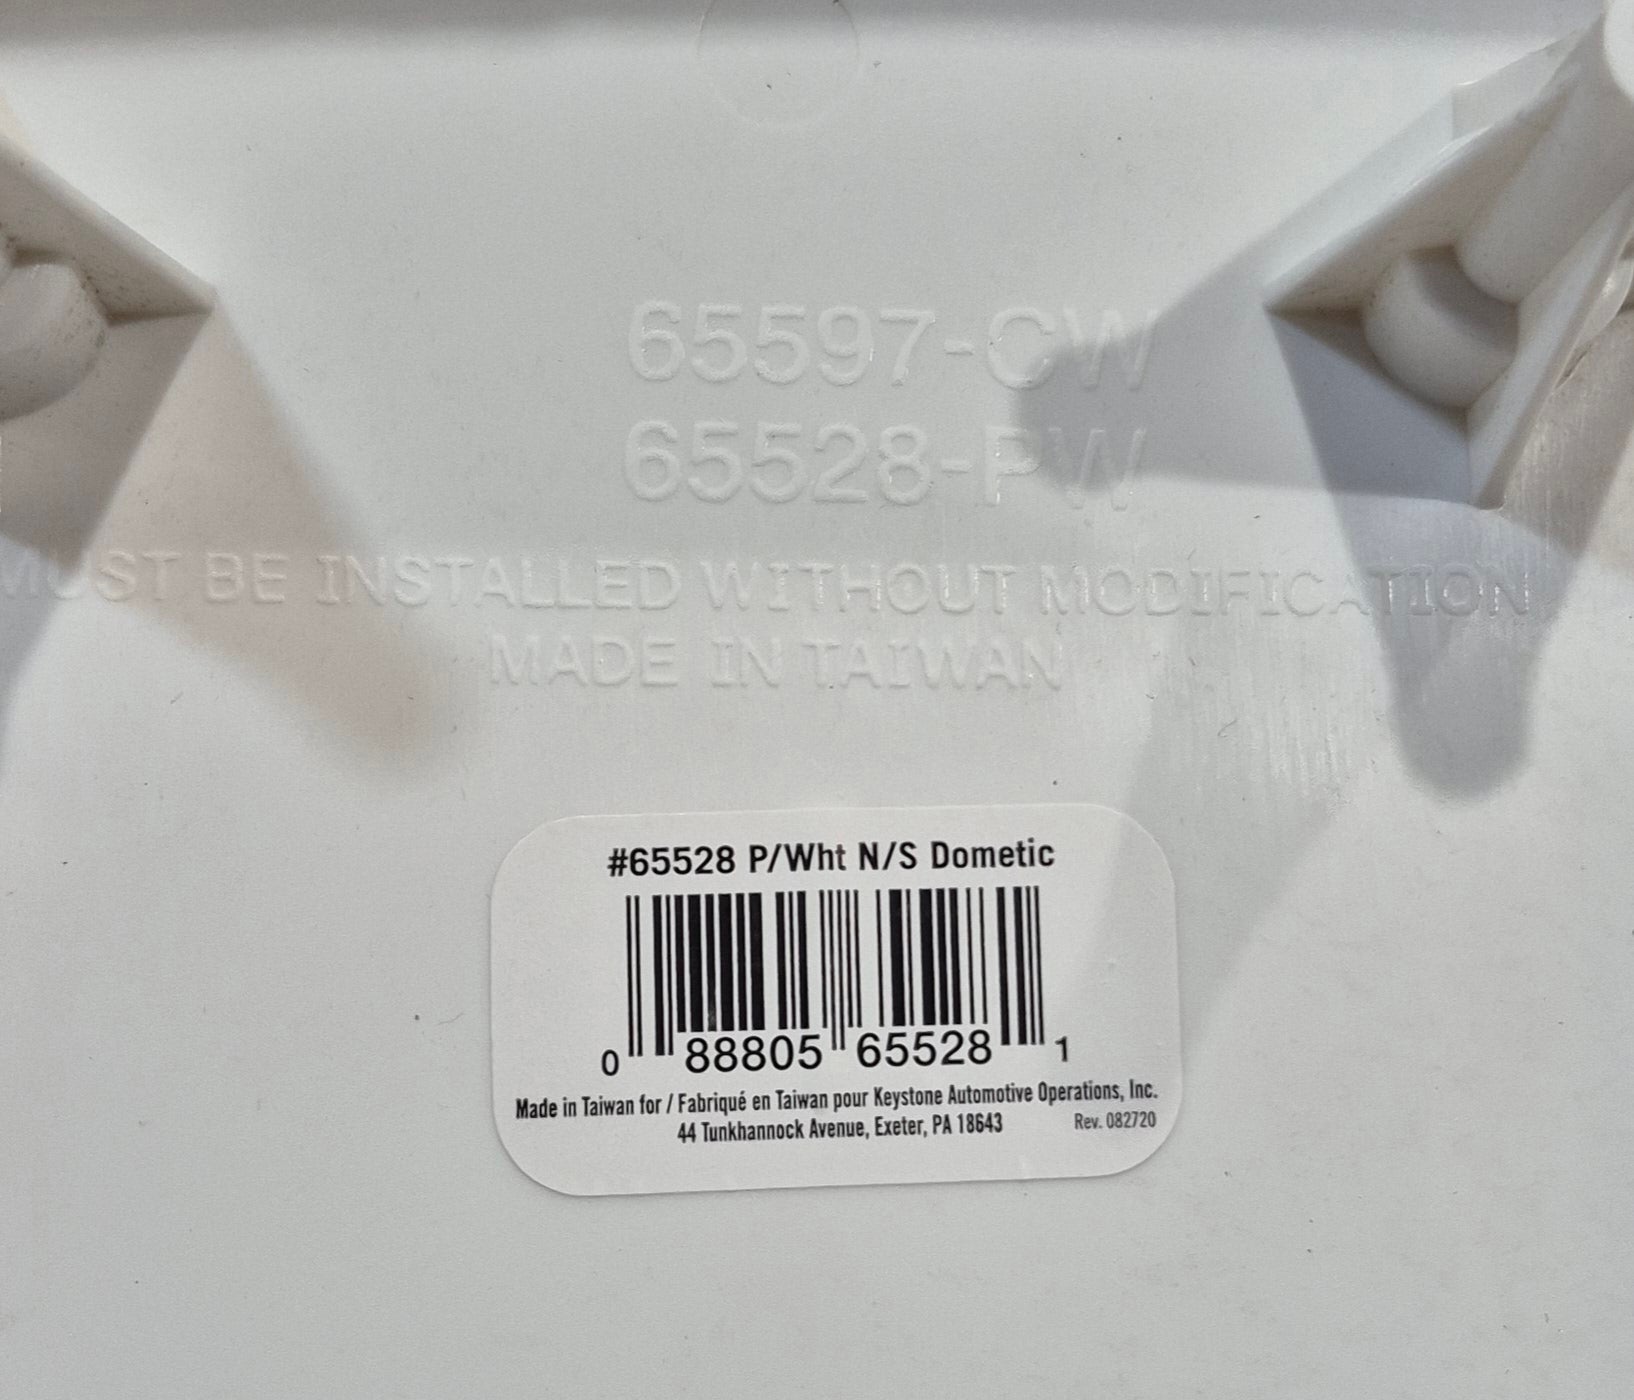 65597-CW
65528-PW
MUST BE INSTALLED WITHOUT MODIFICATION
MADE IN TAIWAN
#65528 P/Wht N/S Dometic
0 88805 65528 1
Made in Taiwan for / Fabriqué en Taiwan pour Keystone Automotive Operations, Inc.
44 Tunkhannock Avenue, Exeter, PA 18643 Rev. 082720